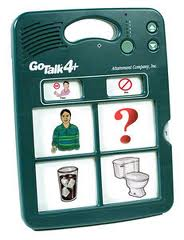 GoTalk 4+
Attainment Company, Inc.
?